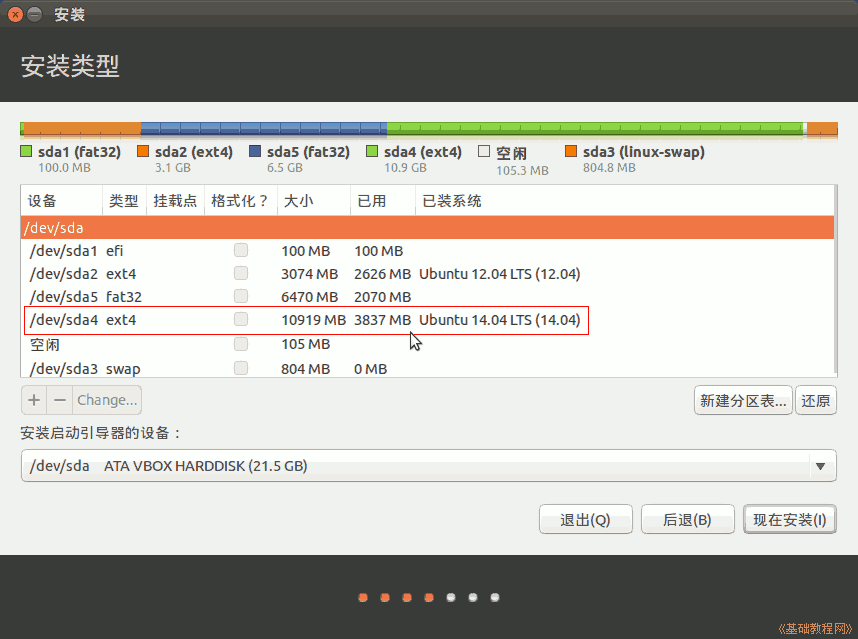 安装
安装类型
sda1 (fat32) sda2 (ext4) sda5 (fat32) sda4 (ext4) 空闲 sda3 (linux-swap)
100.0 MB 3.1 GB 6.5 GB 10.9 GB 105.3 MB 804.8 MB
设备 类型 挂载点 格式化？ 大小 已用 已装系统
/dev/sda
/dev/sda1 efi 100 MB 100 MB
/dev/sda2 ext4 3074 MB 2626 MB Ubuntu 12.04 LTS (12.04)
/dev/sda5 fat32 6470 MB 2070 MB
/dev/sda4 ext4 10919 MB 3837 MB Ubuntu 14.04 LTS (14.04)
空闲 105 MB
/dev/sda3 swap 804 MB 0 MB
+ − Change... 新建分区表... 还原
安装启动引导器的设备：
/dev/sda ATA VBOX HARDDISK (21.5 GB)
退出(Q) 后退(B) 现在安装(I)
《基础教程网》